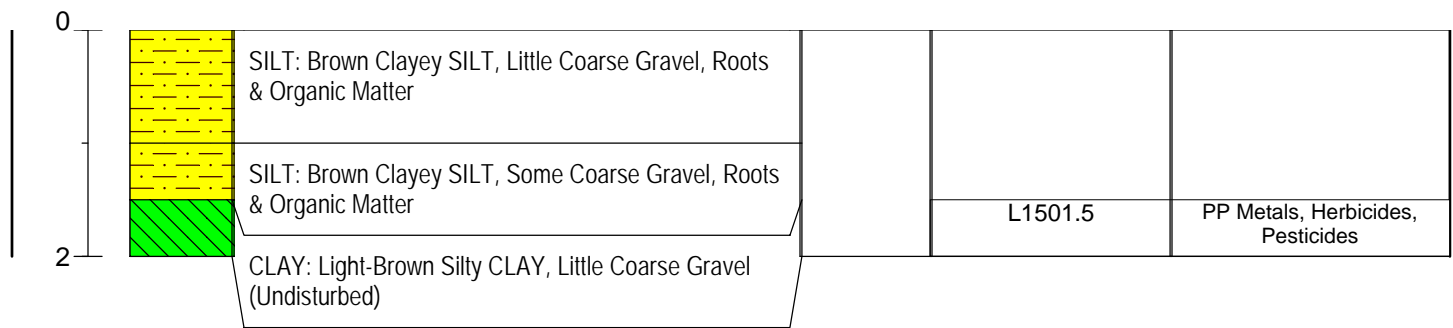 0
SILT: Brown Clayey SILT, Little Coarse Gravel, Roots
& Organic Matter
SILT: Brown Clayey SILT, Some Coarse Gravel, Roots
& Organic Matter
L1501.5
PP Metals, Herbicides,
Pesticides
2
CLAY: Light-Brown Silty CLAY, Little Coarse Gravel
(Undisturbed)